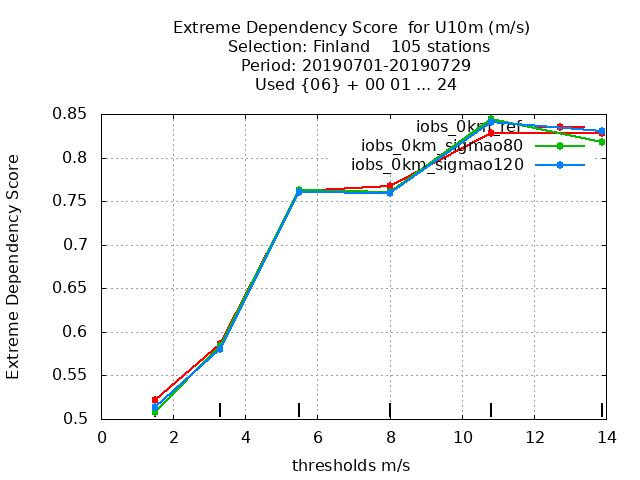 Extreme Dependency Score for U10m (m/s)
Selection: Finland 105 stations
Period: 20190701-20190729
Used {06} + 00 01 ... 24
Extreme Dependency Score
0.85
0.8
0.75
0.7
0.65
0.6
0.55
0.5
iobs_0km_ref
iobs_0km_sigmao80
iobs_0km_sigmao120
0 2 4 6 8 10 12 14
thresholds m/s